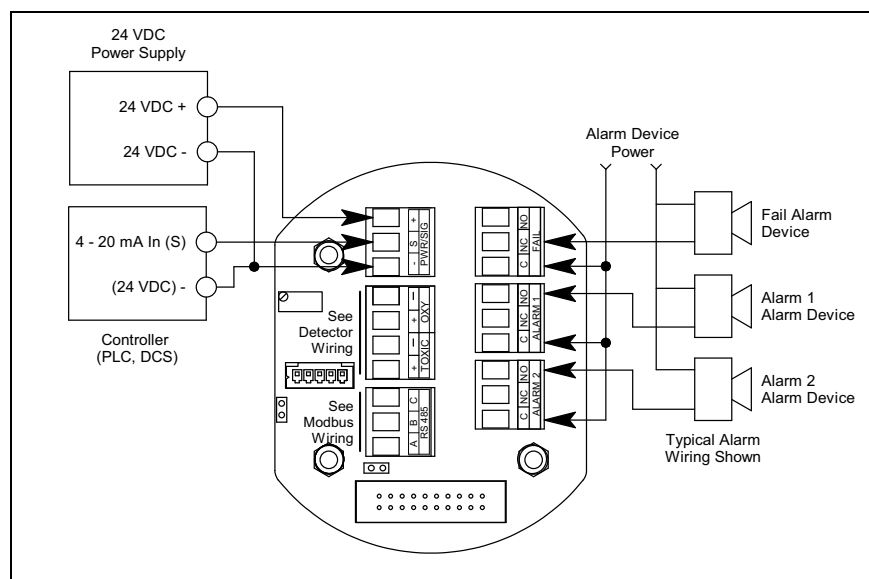 24 VDC
Power Supply
24 VDC +
24 VDC -
4 - 20 mA In (S)
(24 VDC) -
Controller
(PLC, DCS)
- S +
PWR/SIG
See
Detector
Wiring
+ − + −
TOXIC OXY
See
Modbus
Wiring
A B C
RS 485
C NC NO
FAIL
C NC NO
ALARM 1
C NC NO
ALARM 2
Alarm Device
Power
Fail Alarm
Device
Alarm 1
Alarm Device
Alarm 2
Alarm Device
Typical Alarm
Wiring Shown